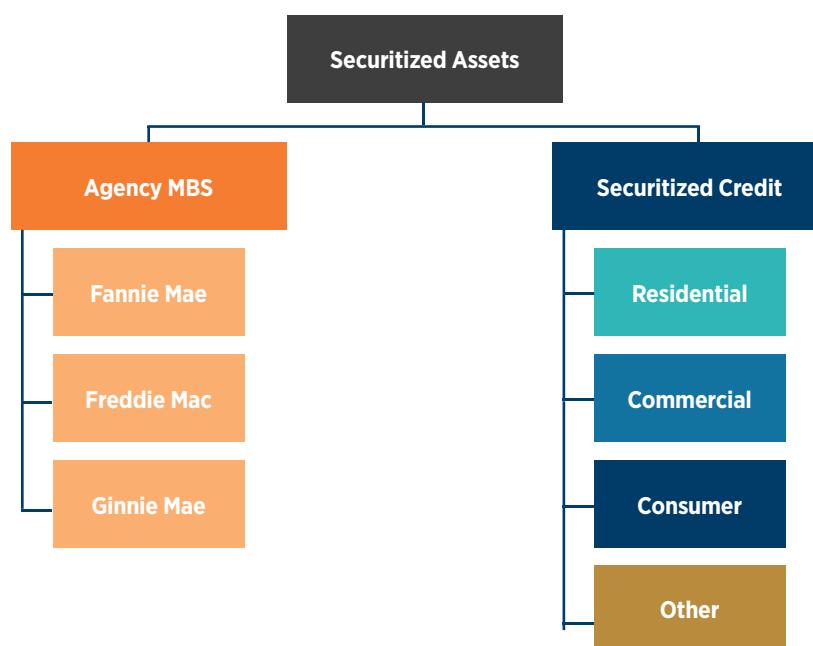 Securitized Assets
Agency MBS
Securitized Credit
Fannie Mae
Residential
Freddie Mac
Commercial
Ginnie Mae
Consumer
Other